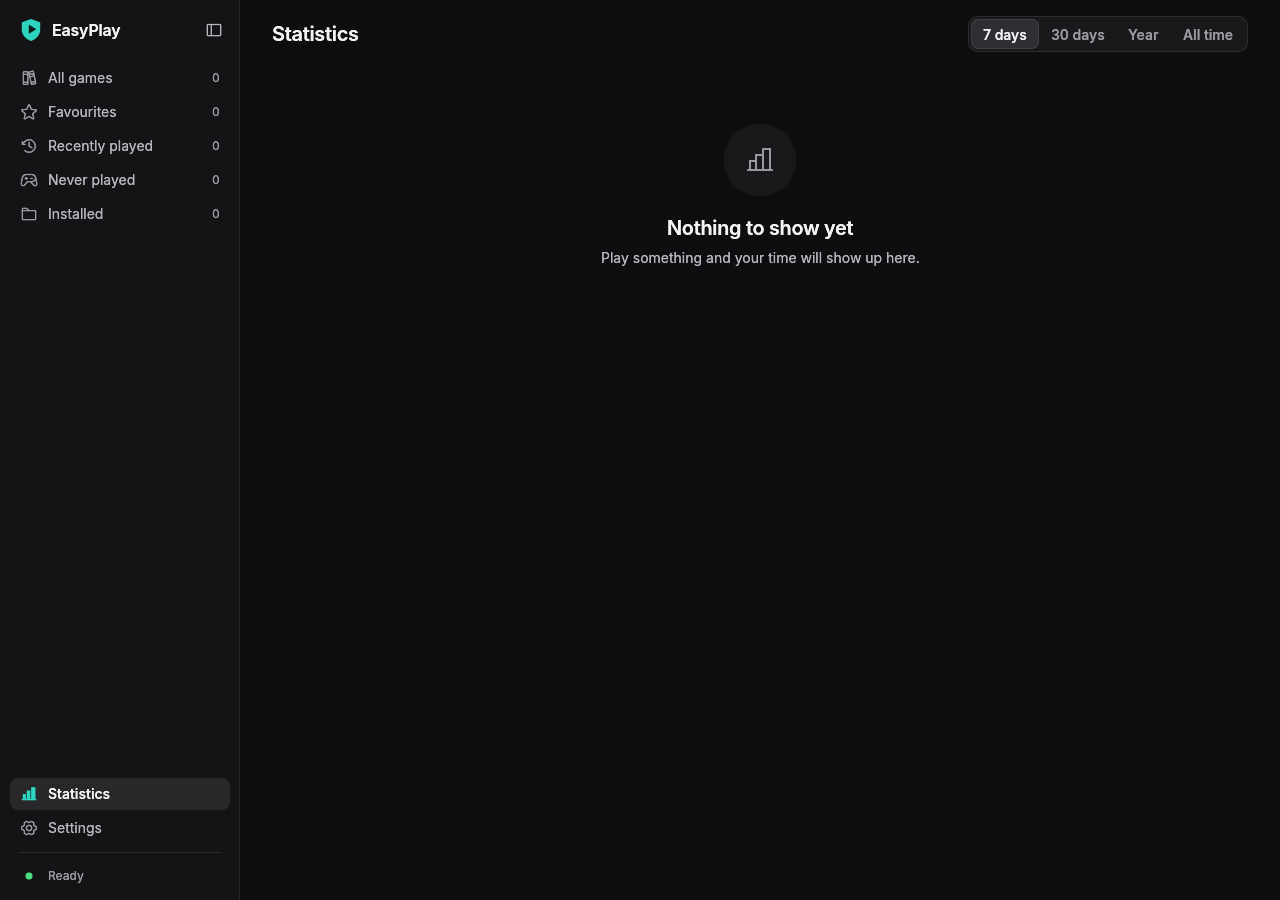 EasyPlay
All games 0
Favourites 0
Recently played 0
Never played 0
Installed 0
Statistics
Settings
Ready
Statistics
7 days 30 days Year All time
Nothing to show yet
Play something and your time will show up here.